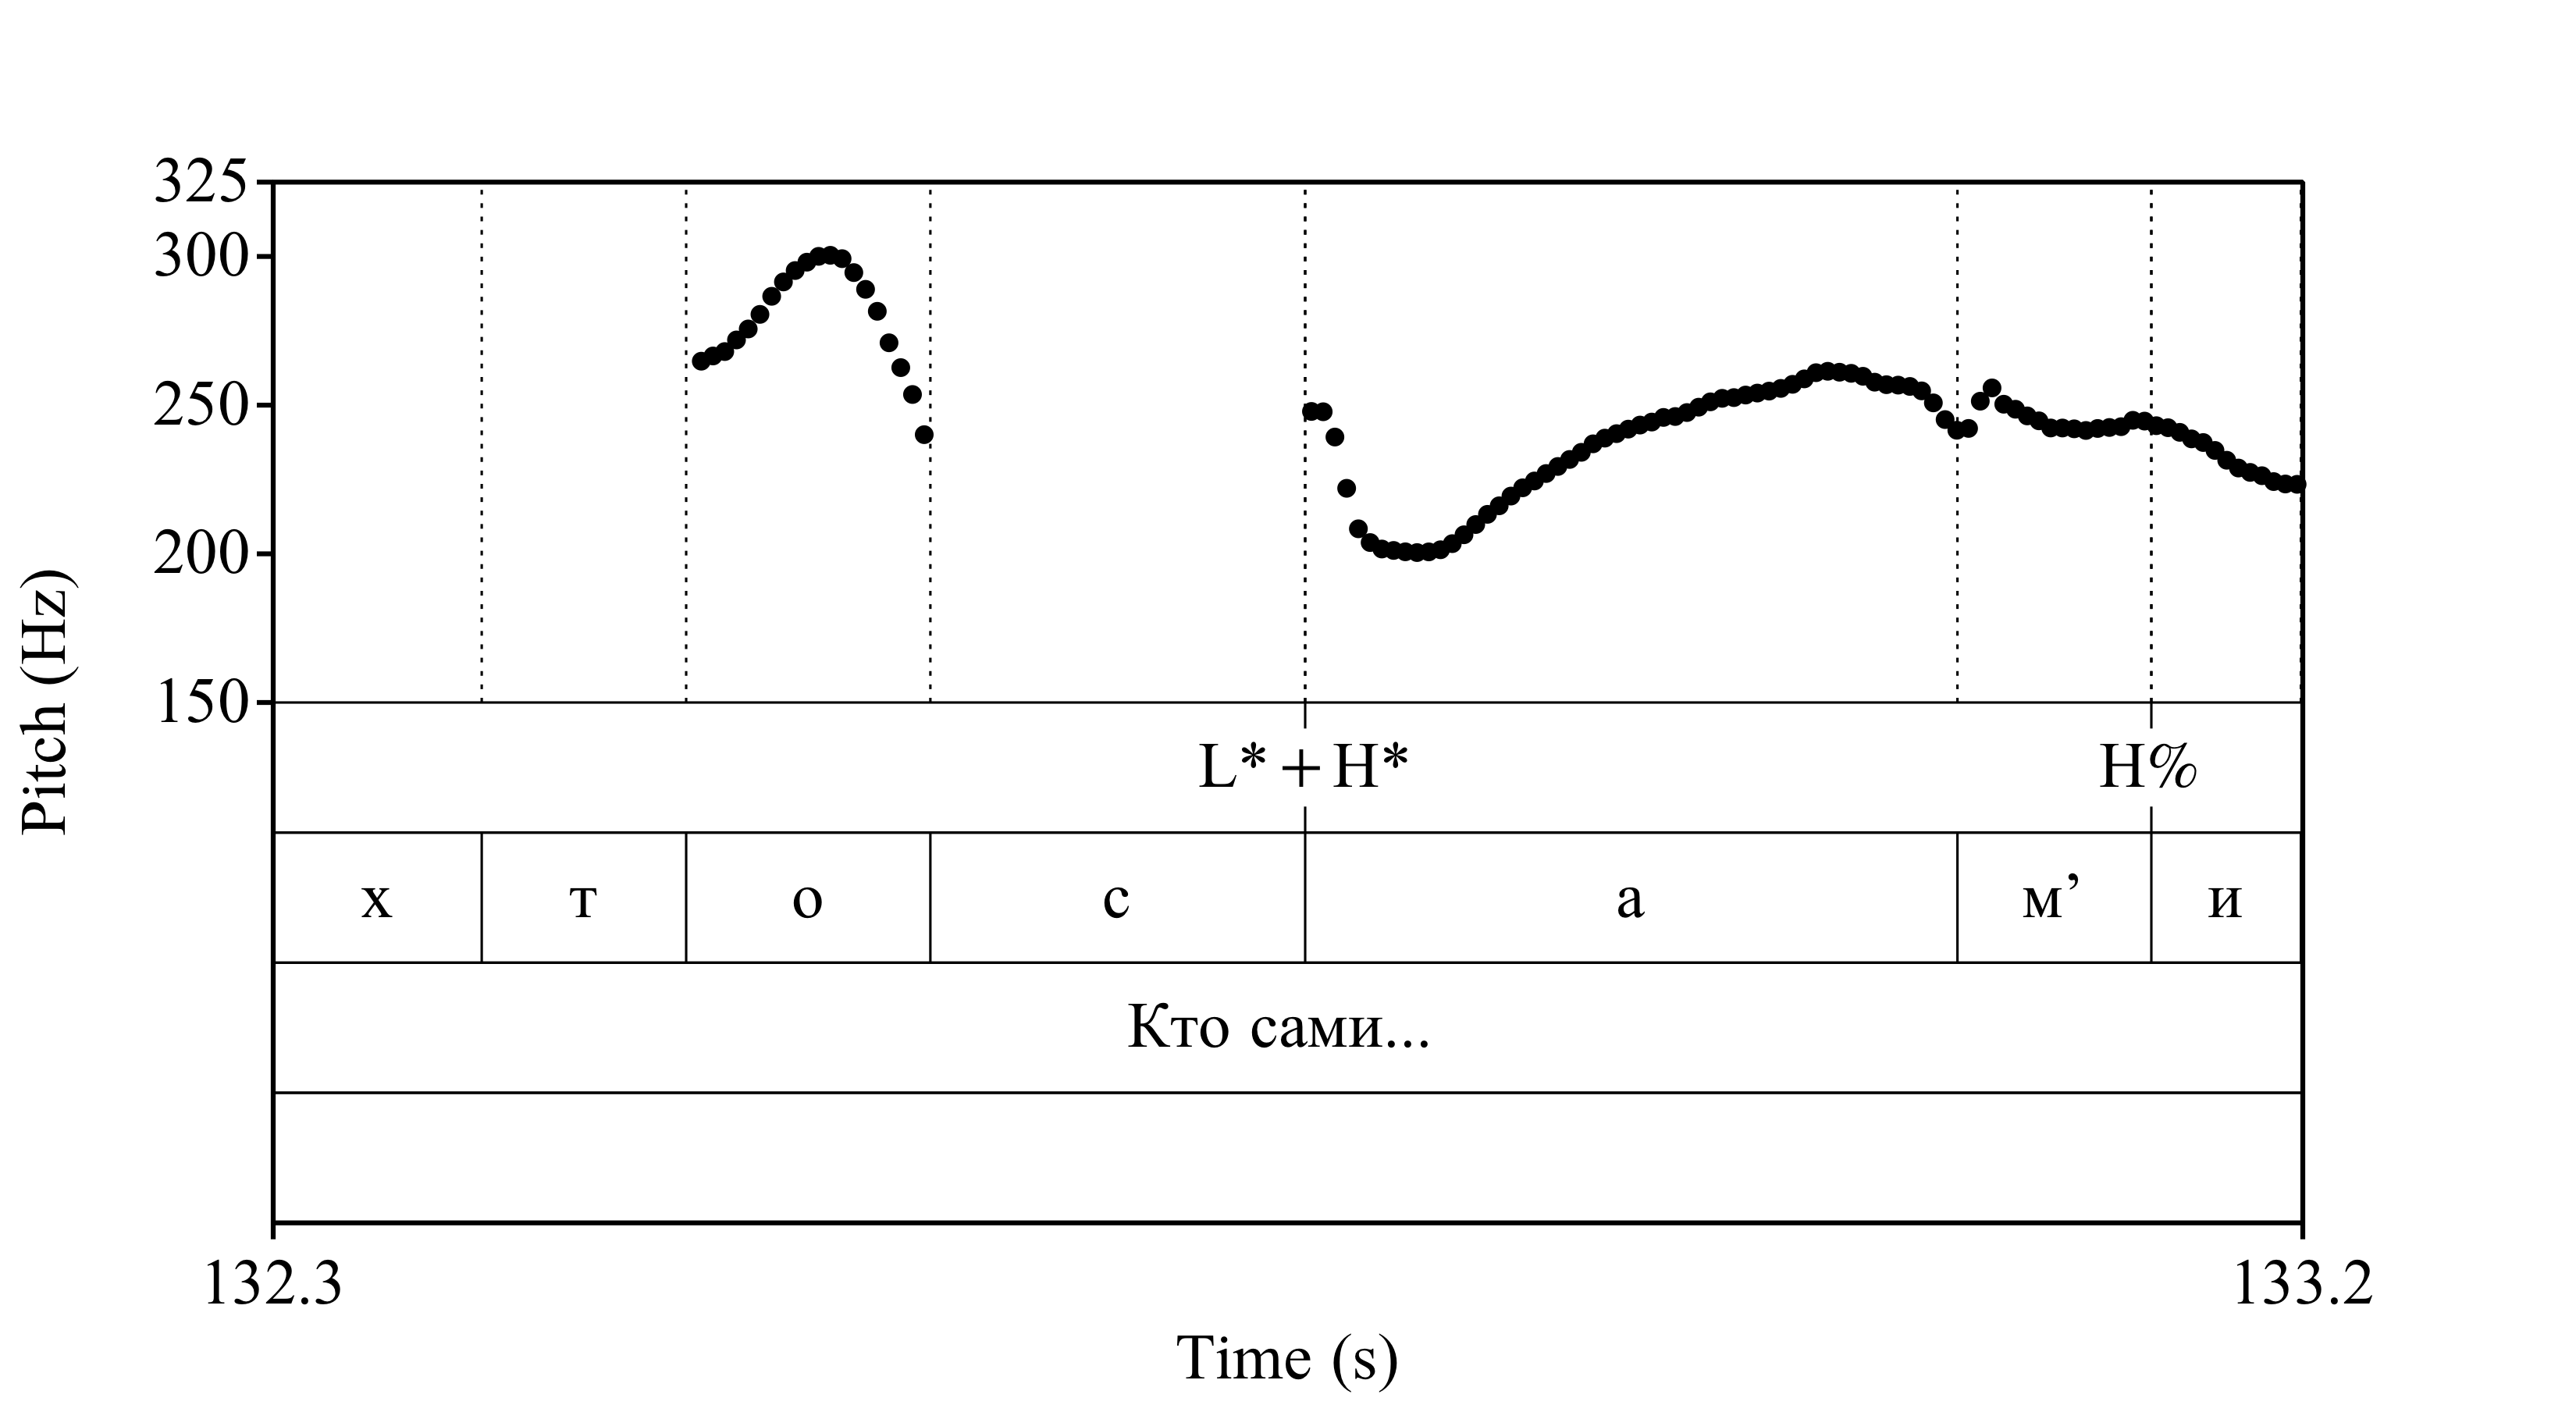 325
300
250
200
150
Pitch (Hz)
L*+H* H%
х т о с а м’ и
Кто сами...
132.3 133.2
Time (s)